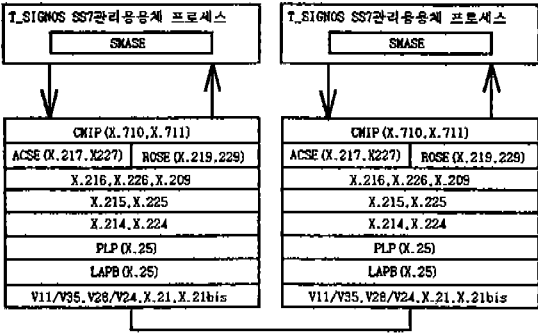 T_SIGNOS SS7관리응용체 프로세스
SMASE
CMIP(X.710,X.711)
ACSE(X.217,X227) ROSE(X.219,229)
X.216,X.226,X.209
X.215,X.225
X.214,X.224
PLP(X.25)
LAPB(X.25)
V11/V35,V28/V24,X.21,X.21bis
T_SIGNOS SS7관리응용체 프로세스
SMASE
CMIP(X.710,X.711)
ACSE(X.217,X227) ROSE(X.219,229)
X.216,X.226,X.209
X.215,X.225
X.214,X.224
PLP(X.25)
LAPB(X.25)
V11/V35,V28/V24,X.21,X.21bis